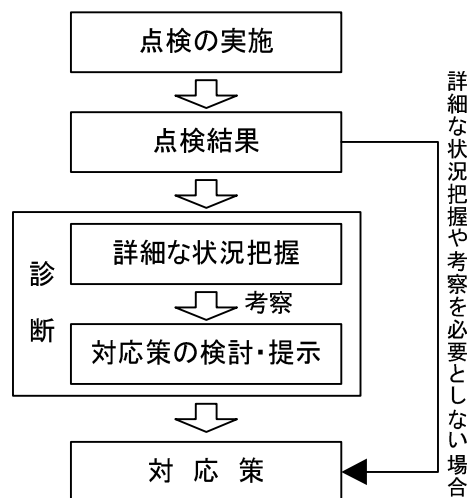 点検の実施
点検結果
診断
詳細な状況把握
考察
対応策の検討・提示
対応策
詳細な状況把握や考察を必要としない場合